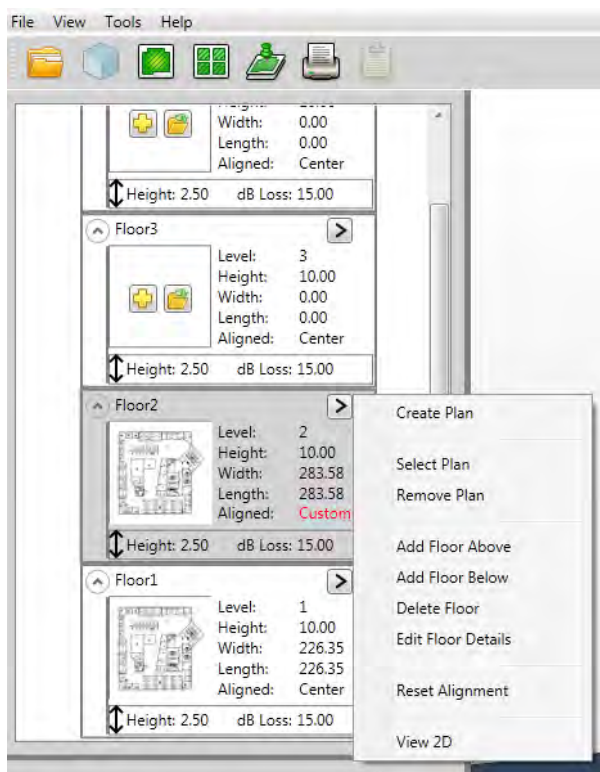 File View Tools Help
Width: 0.00
Length: 0.00
Aligned: Center
Height: 2.50 dB Loss: 15.00
Floor3
Level: 3
Height: 10.00
Width: 0.00
Length: 0.00
Aligned: Center
Height: 2.50 dB Loss: 15.00
Floor2
Level: 2
Height: 10.00
Width: 283.58
Length: 283.58
Aligned: Custom
Height: 2.50 dB Loss: 15.00
Floor1
Level: 1
Height: 10.00
Width: 226.35
Length: 226.35
Aligned: Center
Height: 2.50 dB Loss: 15.00
Create Plan
Select Plan
Remove Plan
Add Floor Above
Add Floor Below
Delete Floor
Edit Floor Details
Reset Alignment
View 2D